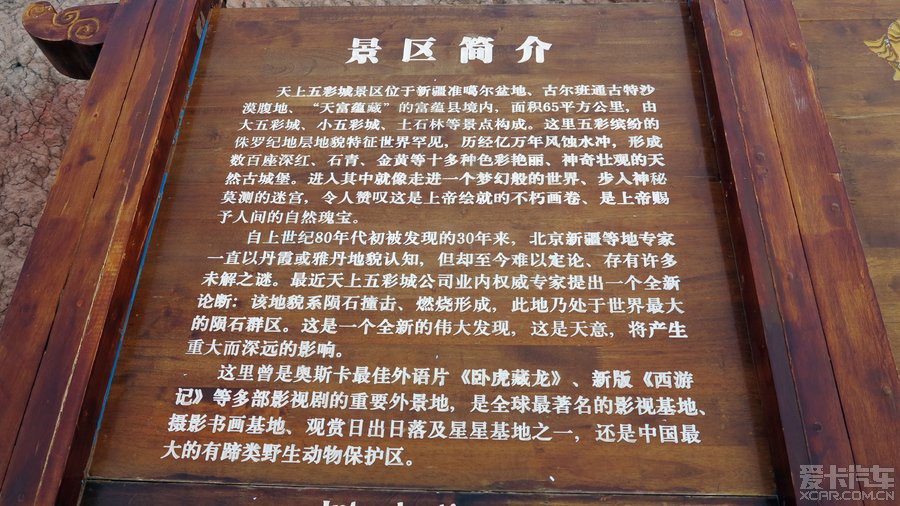 景区简介
天上五彩城景区位于新疆准噶尔盆地、古尔班通古特沙
漠腹地、“天富蕴藏”的富蕴县境内，面积65平方公里，由
大五彩城、小五彩城、土石林等景点构成。这里五彩缤纷的
侏罗纪地层地貌特征世界罕见，历经亿万年风蚀水冲，形成
数百座深红、石青、金黄等十多种色彩艳丽、神奇壮观的天
然古城堡。进入其中就像走进一个梦幻般的世界、步人神秘
莫测的迷宫，令人赞叹这是上帝绘就的不朽画卷、是上帝赐
予人间的自然瑰宝。
自上世纪80年代初被发现的30年来，北京新疆等地专家
一直以丹霞或雅丹地貌认知，但却至今难以定论、存有许多
未解之谜。最近天上五彩城公司业内权威专家提出一个全新
论断：该地貌系陨石撞击、燃烧形成，此地乃处于世界最大
的陨石群区。这是一个全新的伟大发现，这是天意，将产生
重大而深远的影响。
这里曾是奥斯卡最佳外语片《卧虎藏龙》、新版《西游
记》等多部影视剧的重要外景地，是全球最著名的影视基地、
摄影书画基地、观赏日出日落及星星基地之一，还是中国最
大的有蹄类野生动物保护区。
爱卡汽车
XCAR.COM.CN